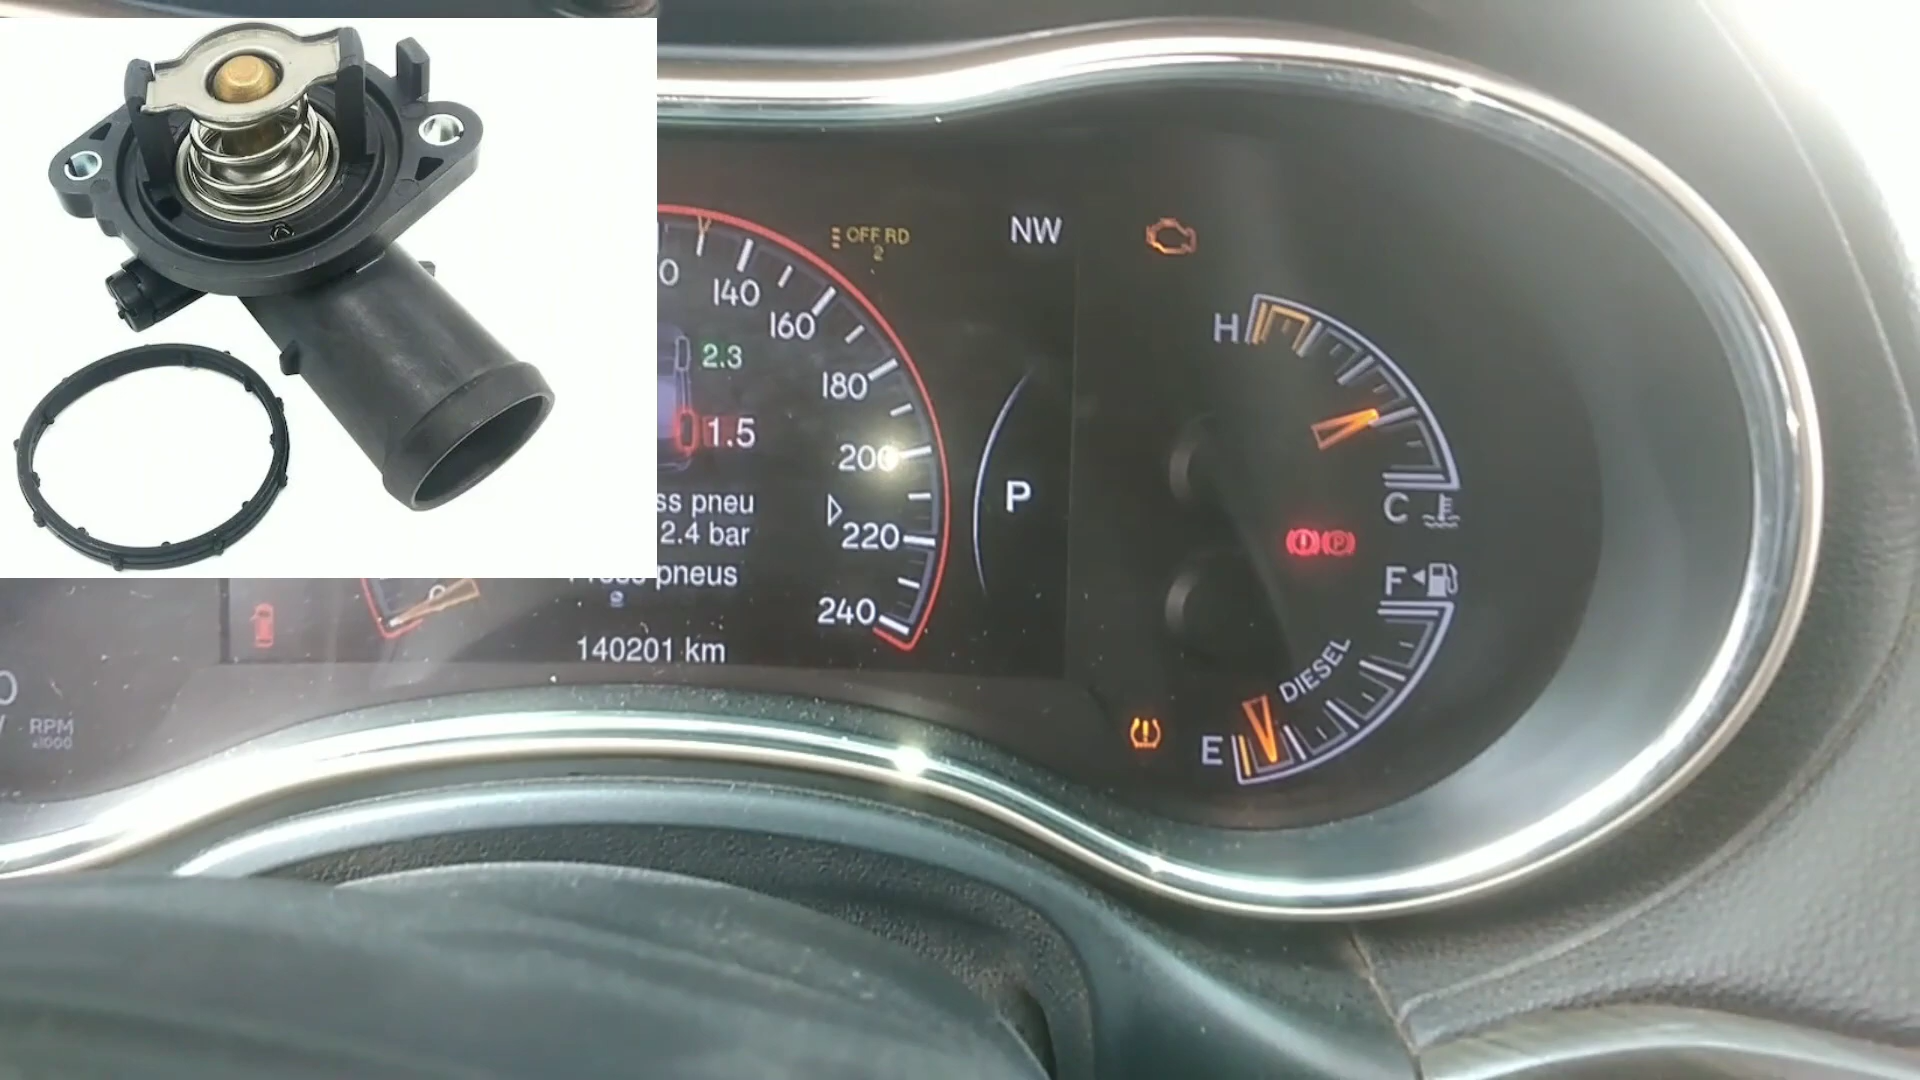 OFF RD
2
NW
140
160
2.3
H
180
1.5
200
C
P
pneu
2.4 bar
220
pneus
F
240
140201 km
DIESEL
RPM
x1000
E